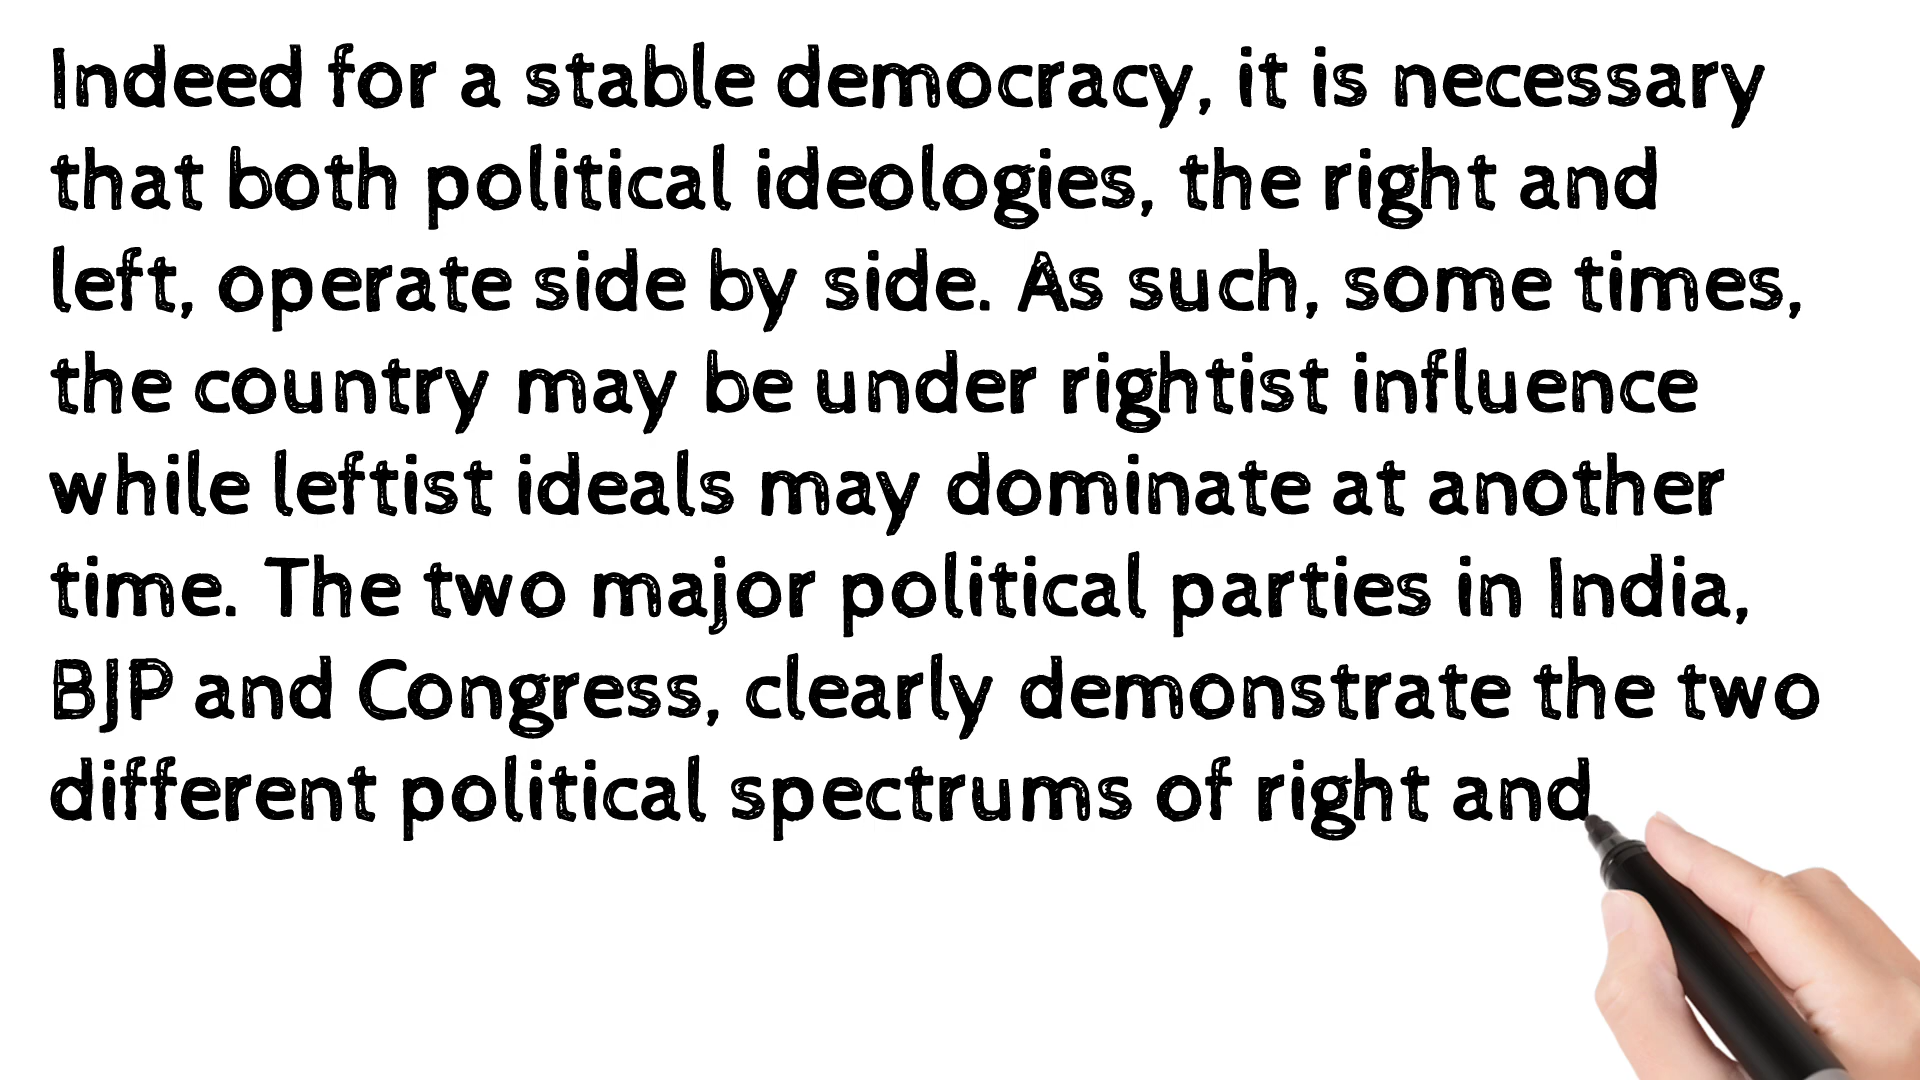 Indeed for a stable democracy, it is necessary
that both political ideologies, the right and
left, operate side by side. As such, some times,
the country may be under rightist influence
while leftist ideals may dominate at another
time. The two major political parties in India,
BJP and Congress, clearly demonstrate the two
different political spectrums of right and